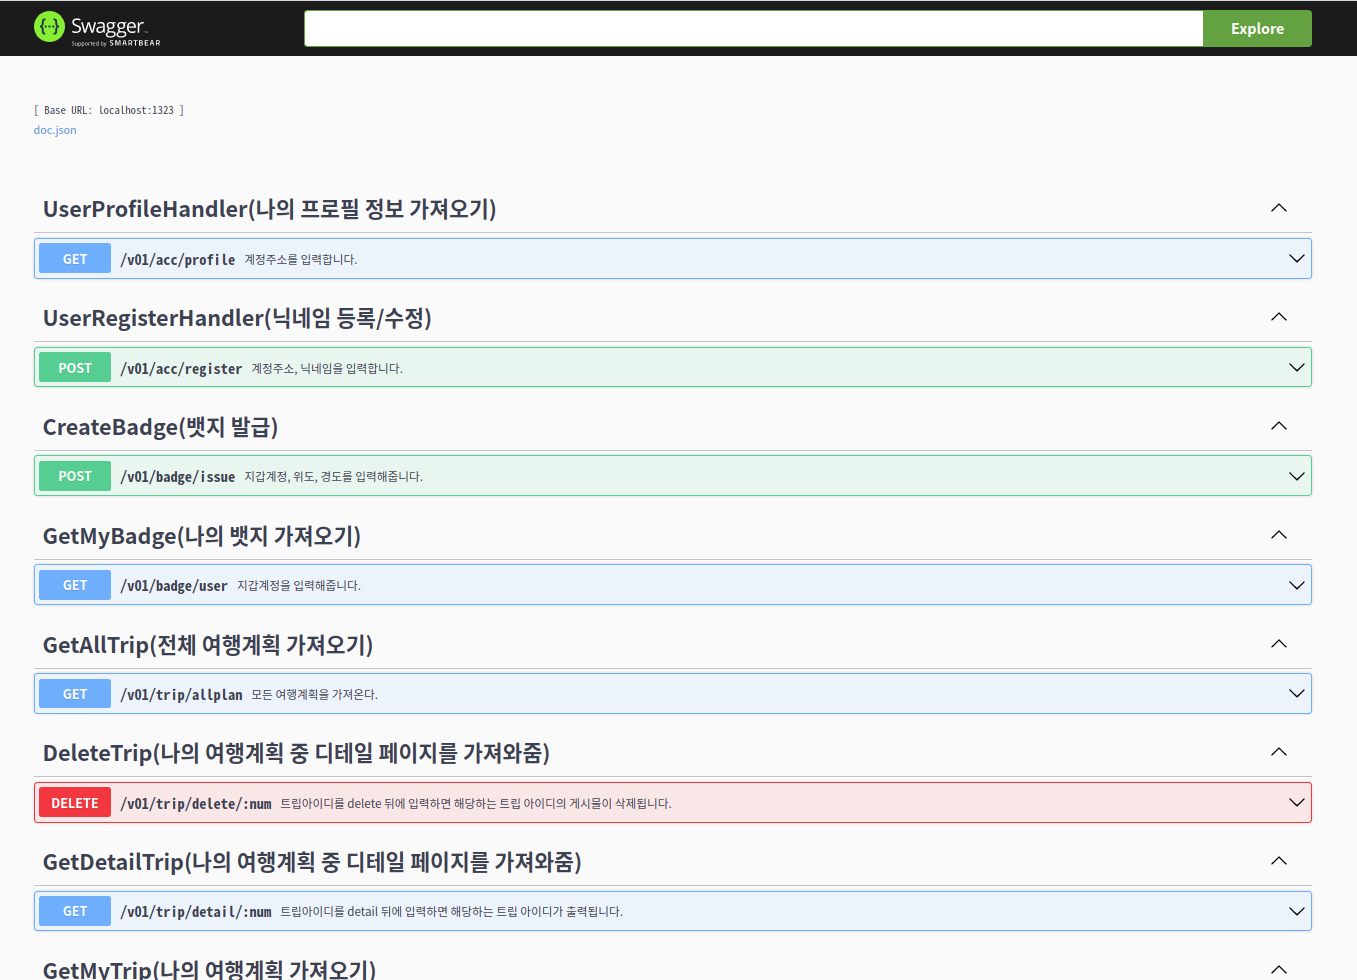 Swagger
Supported by SMARTBEAR
Explore
[ Base URL: localhost:1323 ]
doc.json
UserProfileHandler(나의 프로필 정보 가져오기)
GET /v01/acc/profile 계정주소를 입력합니다.
UserRegisterHandler(닉네임 등록/수정)
POST /v01/acc/register 계정주소, 닉네임을 입력합니다.
CreateBadge(뱃지 발급)
POST /v01/badge/issue 지갑계정, 위도, 경도를 입력해줍니다.
GetMyBadge(나의 뱃지 가져오기)
GET /v01/badge/user 지갑계정을 입력해줍니다.
GetAllTrip(전체 여행계획 가져오기)
GET /v01/trip/allplan 모든 여행계획을 가져온다.
DeleteTrip(나의 여행계획 중 디테일 페이지를 가져와줌)
DELETE /v01/trip/delete/:num 트립아이디를 delete 뒤에 입력하면 해당하는 트립 아이디의 게시물이 삭제됩니다.
GetDetailTrip(나의 여행계획 중 디테일 페이지를 가져와줌)
GET /v01/trip/detail/:num 트립아이디를 detail 뒤에 입력하면 해당하는 트립 아이디가 출력됩니다.
GetMyTrip(나의 여행계획 가져오기)